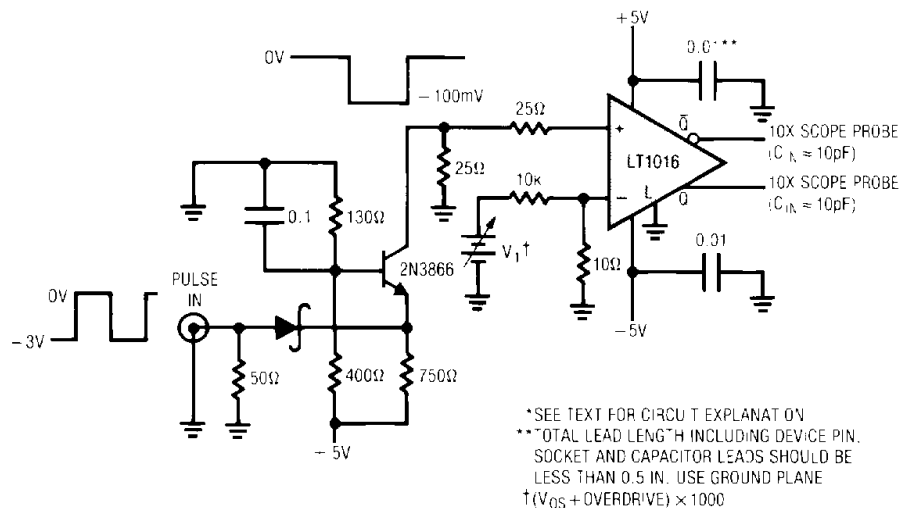 +5V
0.01**
0V
−100mV
25Ω
Q̄
10X SCOPE PROBE
(CIN ≈ 10pF)
+
LT1016
25Ω
10k
10X SCOPE PROBE
−
L
Q
(CIN ≈ 10pF)
0.1
130Ω
V1†
2N3866
10Ω
0.01
PULSE
IN
0V
−3V
−5V
50Ω
400Ω
750Ω
−5V
*SEE TEXT FOR CIRCUIT EXPLANATION
**TOTAL LEAD LENGTH INCLUDING DEVICE PIN,
SOCKET AND CAPACITOR LEADS SHOULD BE
LESS THAN 0.5 IN. USE GROUND PLANE
†(VOS + OVERDRIVE) × 1000